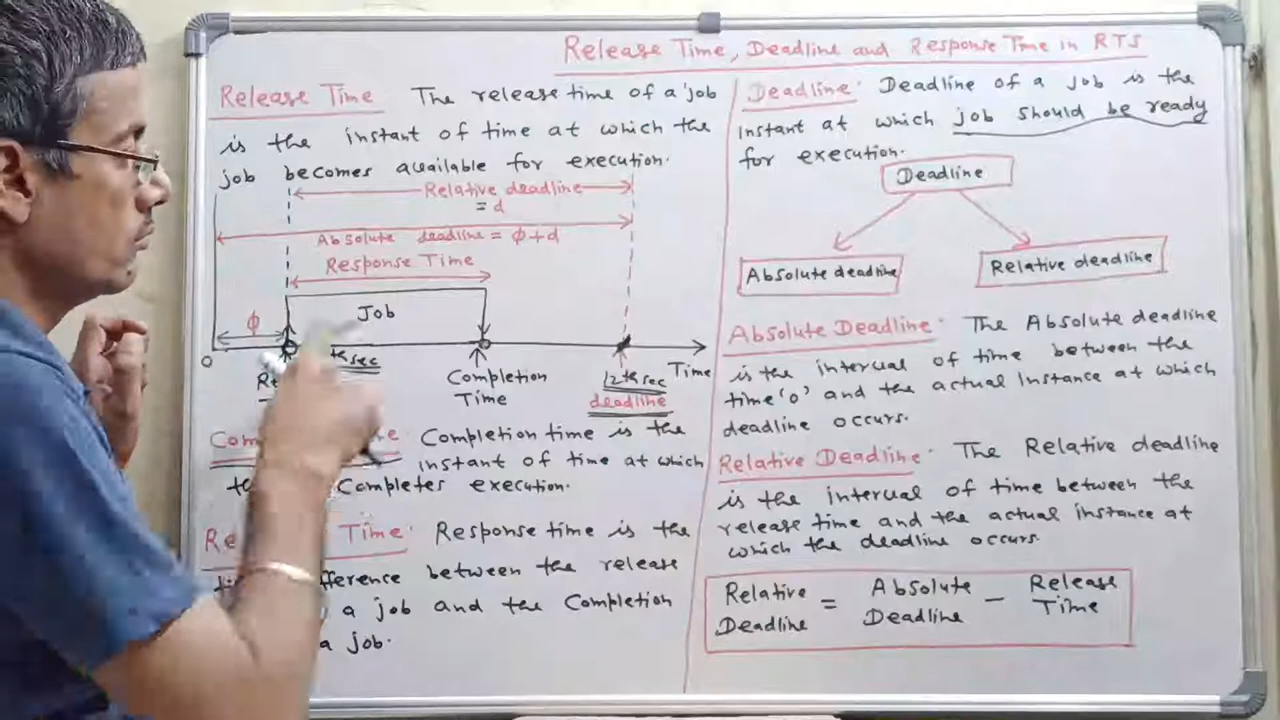 Release Time, Deadline and Response Time in RTS
Release Time The release time of a job
is the instant of time at which the
job becomes available for execution.
Relative deadline
= d
Absolute deadline = φ+d
Response Time
φ
Job
0
sec
Completion
Time
12th sec
deadline
Time
Completion time is the
instant of time at which
Completes execution.
Time: Response time is the
between the release
a job and the Completion
a job.
Deadline: Deadline of a job is the
instant at which job should be ready
for execution.
Deadline
Absolute deadline
Relative deadline
Absolute Deadline: The Absolute deadline
is the interval of time between the
time '0' and the actual instance at which
deadline occurs.
Relative Deadline: The Relative deadline
is the interval of time between the
release time and the actual instance at
which the deadline occurs.
Relative Deadline = Absolute Deadline - Release Time